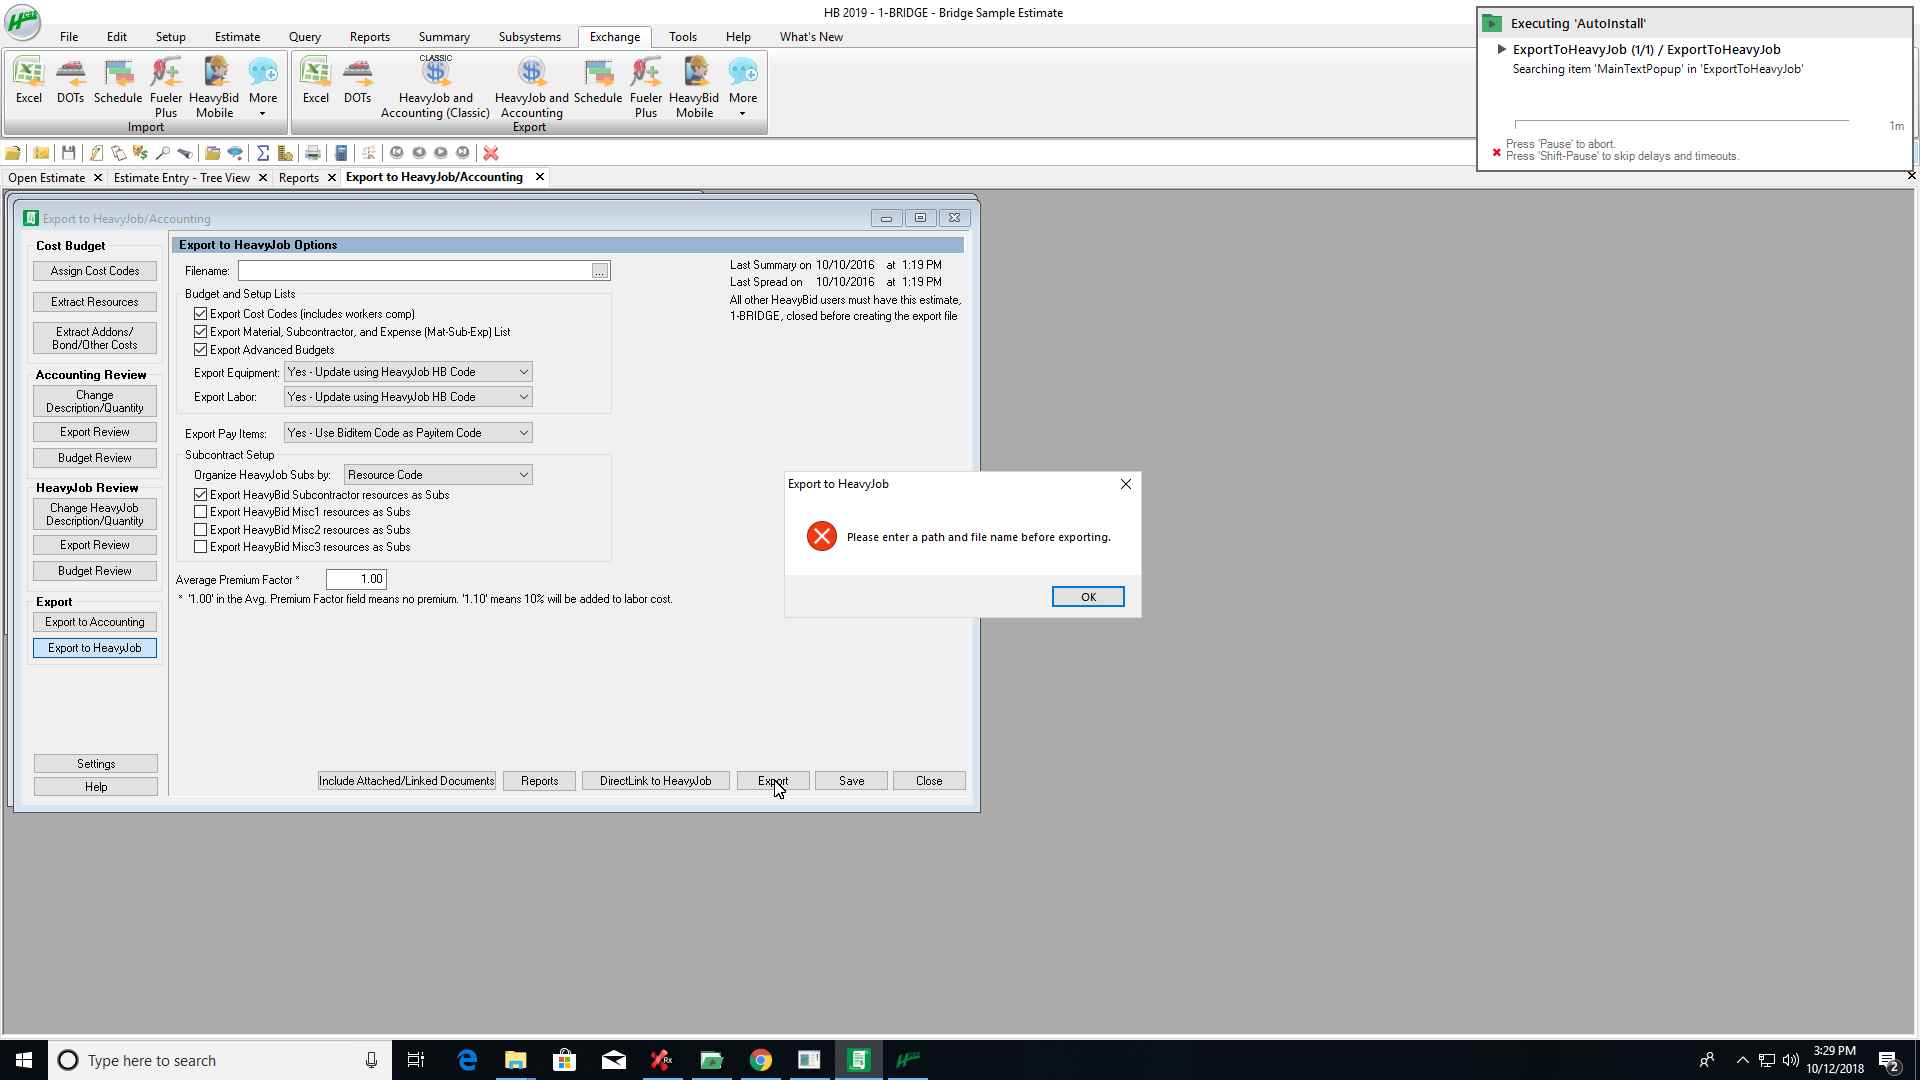 HB 2019 - 1-BRIDGE - Bridge Sample Estimate
File Edit Setup Estimate Query Reports Summary Subsystems Exchange Tools Help What's New
Excel DOTs Schedule Fueler Plus HeavyBid Mobile More
Import
CLASSIC
Excel DOTs HeavyJob and Accounting (Classic) HeavyJob and Accounting Schedule Fueler Plus HeavyBid Mobile More
Export
Executing 'AutoInstall'
ExportToHeavyJob (1/1) / ExportToHeavyJob
Searching item 'MainTextPopup' in 'ExportToHeavyJob'
1m
Press 'Pause' to abort.
Press 'Shift-Pause' to skip delays and timeouts.
Open Estimate Estimate Entry - Tree View Reports Export to HeavyJob/Accounting
Export to HeavyJob/Accounting
Cost Budget
Assign Cost Codes
Extract Resources
Extract Addons/
Bond/Other Costs
Accounting Review
Change
Description/Quantity
Export Review
Budget Review
HeavyJob Review
Change HeavyJob
Description/Quantity
Export Review
Budget Review
Export
Export to Accounting
Export to HeavyJob
Settings
Help
Export to HeavyJob Options
Filename: ...
Budget and Setup Lists
Export Cost Codes (includes workers comp)
Export Material, Subcontractor, and Expense (Mat-Sub-Exp) List
Export Advanced Budgets
Export Equipment: Yes - Update using HeavyJob HB Code
Export Labor: Yes - Update using HeavyJob HB Code
Export Pay Items: Yes - Use Biditem Code as Payitem Code
Subcontract Setup
Organize HeavyJob Subs by: Resource Code
Export HeavyBid Subcontractor resources as Subs
Export HeavyBid Misc1 resources as Subs
Export HeavyBid Misc2 resources as Subs
Export HeavyBid Misc3 resources as Subs
Average Premium Factor * 1.00
* '1.00' in the Avg. Premium Factor field means no premium. '1.10' means 10% will be added to labor cost.
Last Summary on 10/10/2016 at 1:19 PM
Last Spread on 10/10/2016 at 1:19 PM
All other HeavyBid users must have this estimate,
1-BRIDGE, closed before creating the export file
Include Attached/Linked Documents Reports DirectLink to HeavyJob Export Save Close
Export to HeavyJob
Please enter a path and file name before exporting.
OK
Type here to search
3:29 PM
10/12/2018
2